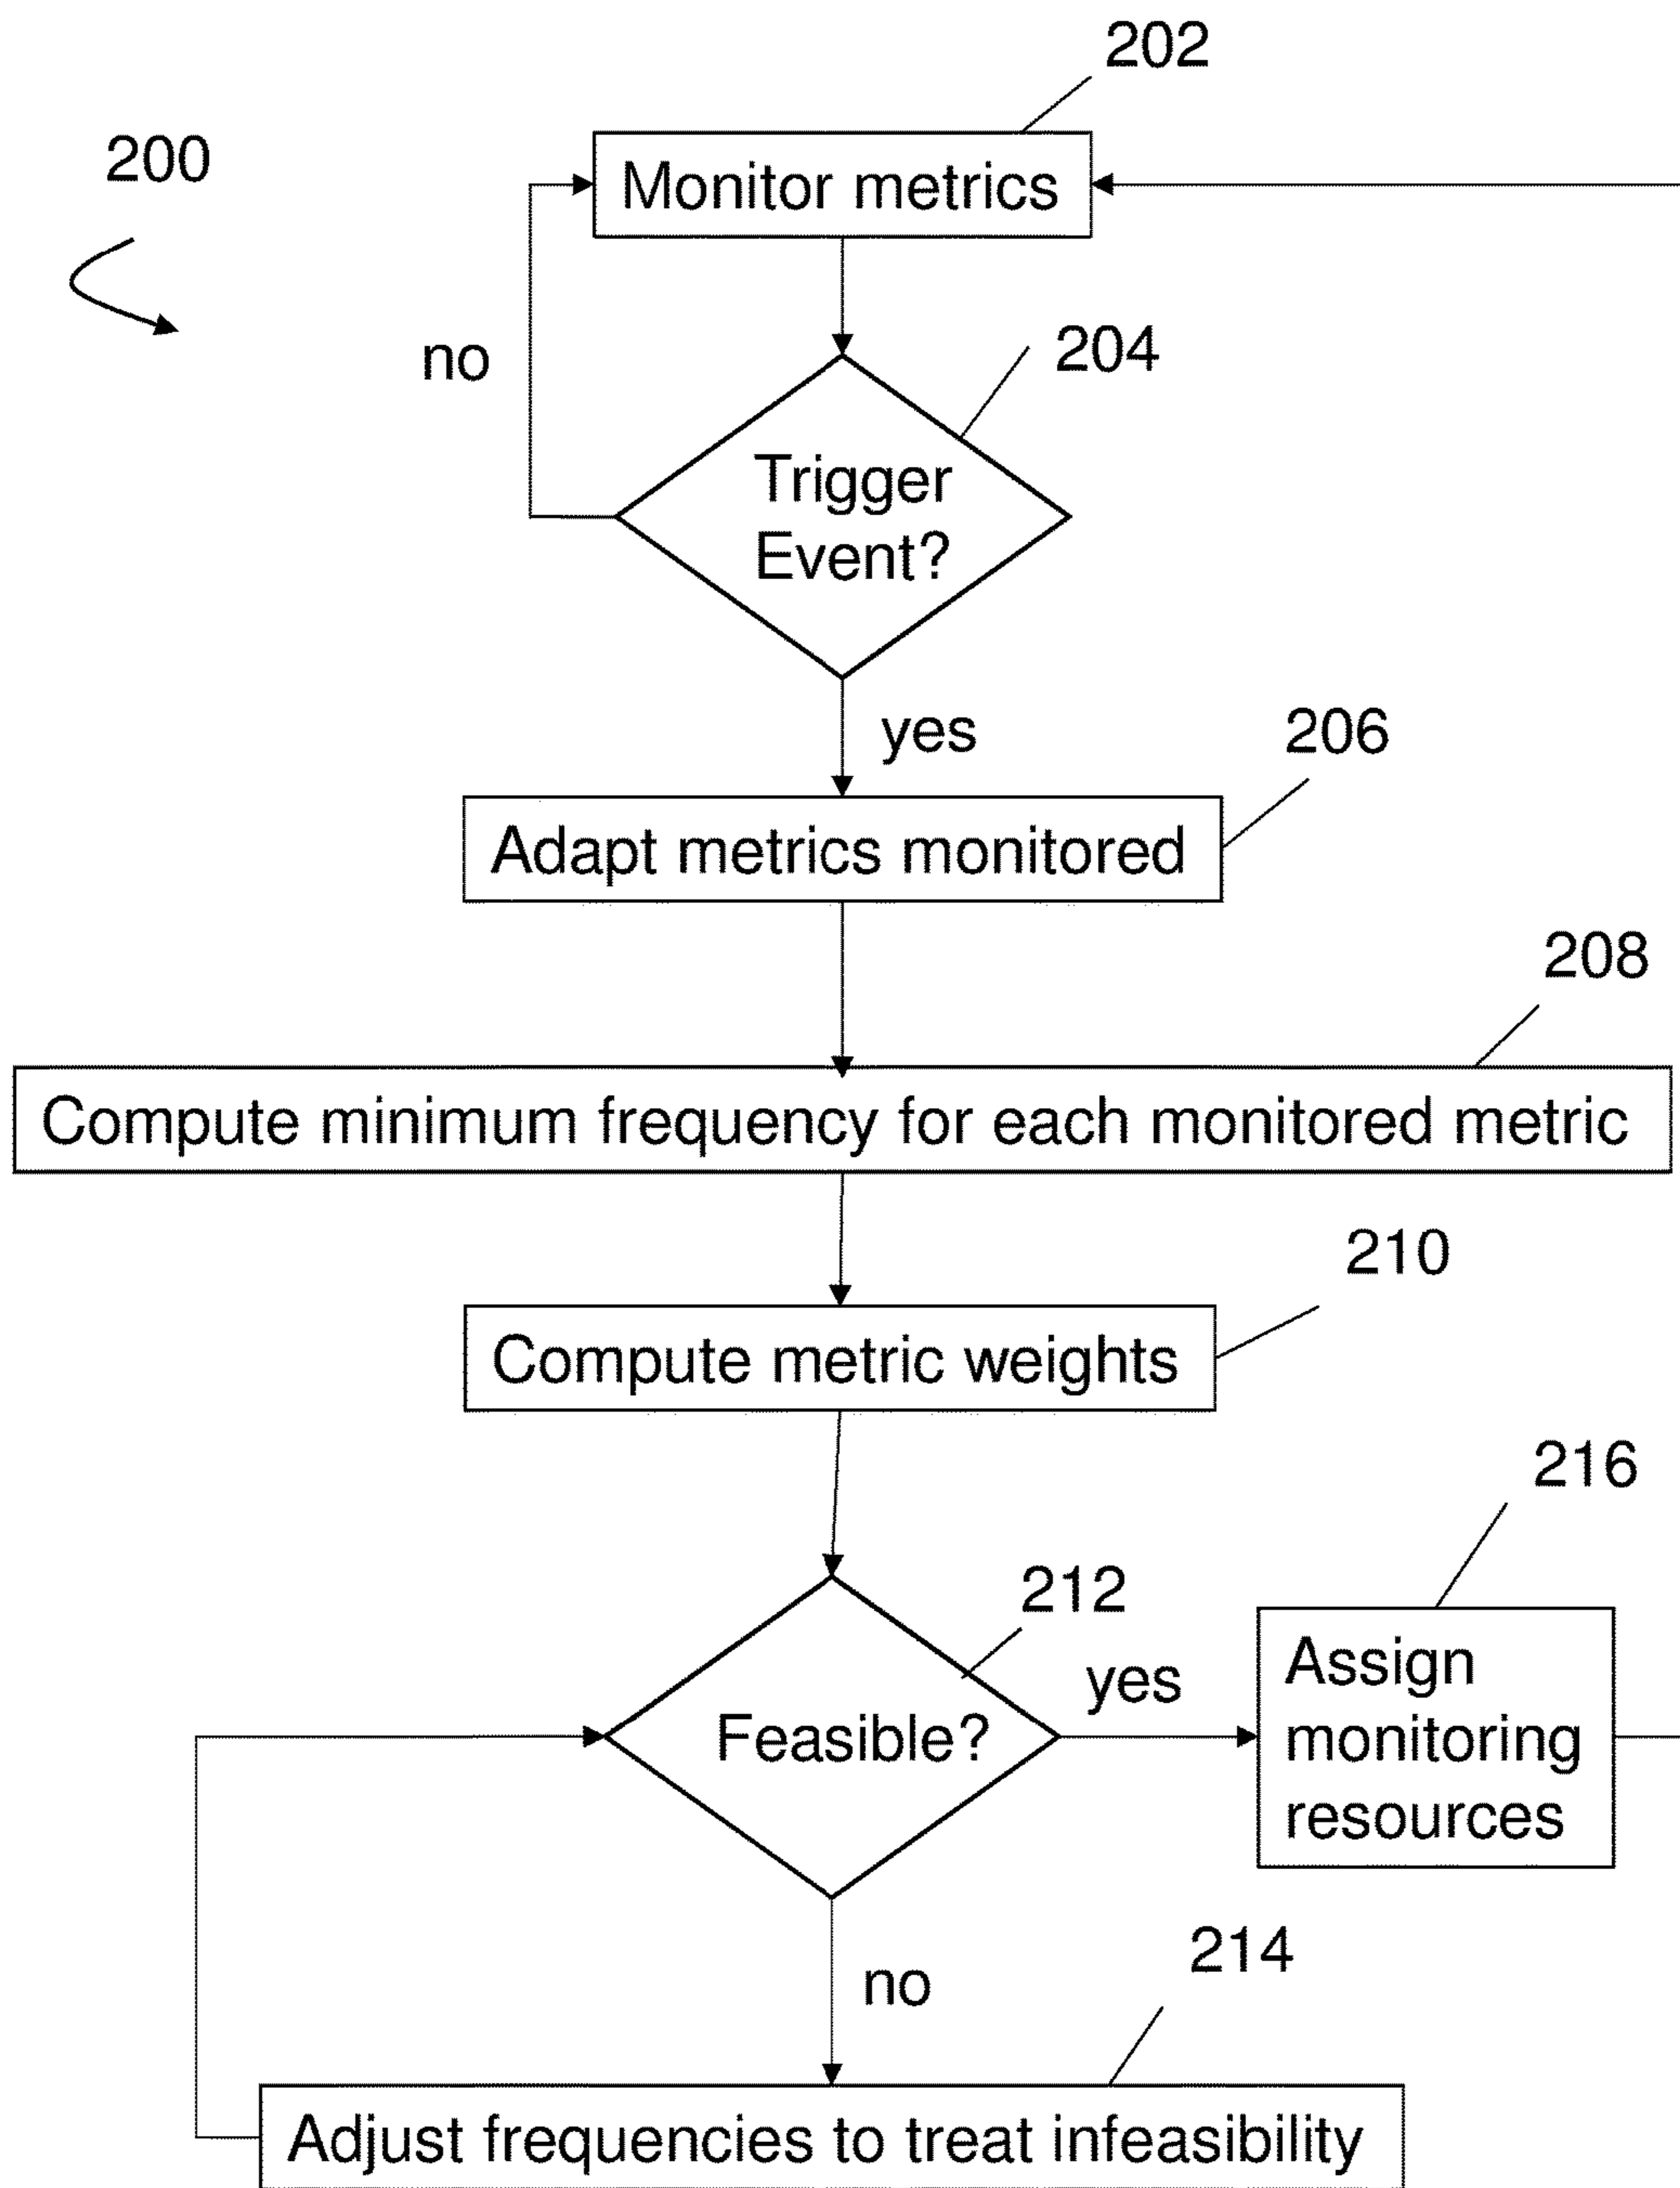 202
200
Monitor metrics
no
204
Trigger
Event?
yes
206
Adapt metrics monitored
208
Compute minimum frequency for each monitored metric
210
Compute metric weights
216
212
yes
Assign
monitoring
resources
Feasible?
no
214
Adjust frequencies to treat infeasibility